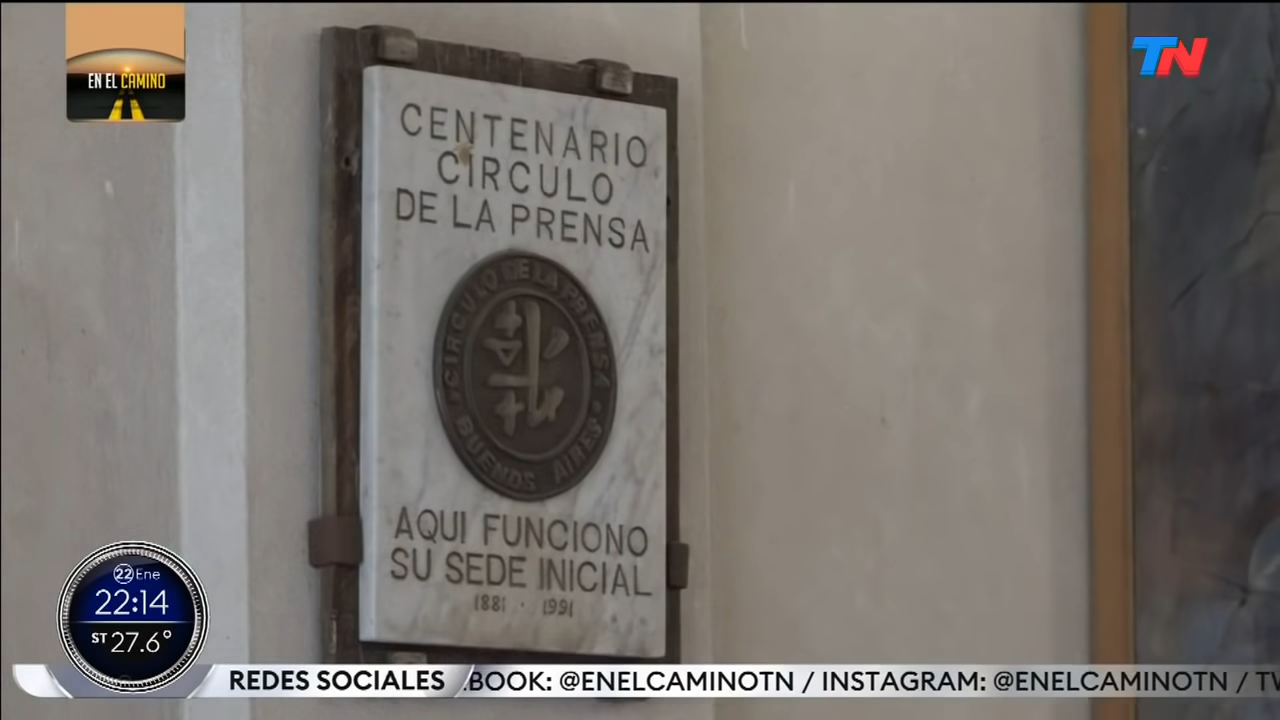 EN EL CAMINO
TN
CENTENARIO
CIRCULO
DE LA PRENSA
CIRCULO DE LA PRENSA
BUENOS AIRES
AQUI FUNCIONO
SU SEDE INICIAL
1881 · 1991
22 Ene
22:14
ST 27.6°
REDES SOCIALES
BOOK: @ENELCAMINOTN / INSTAGRAM: @ENELCAMINOTN / TW